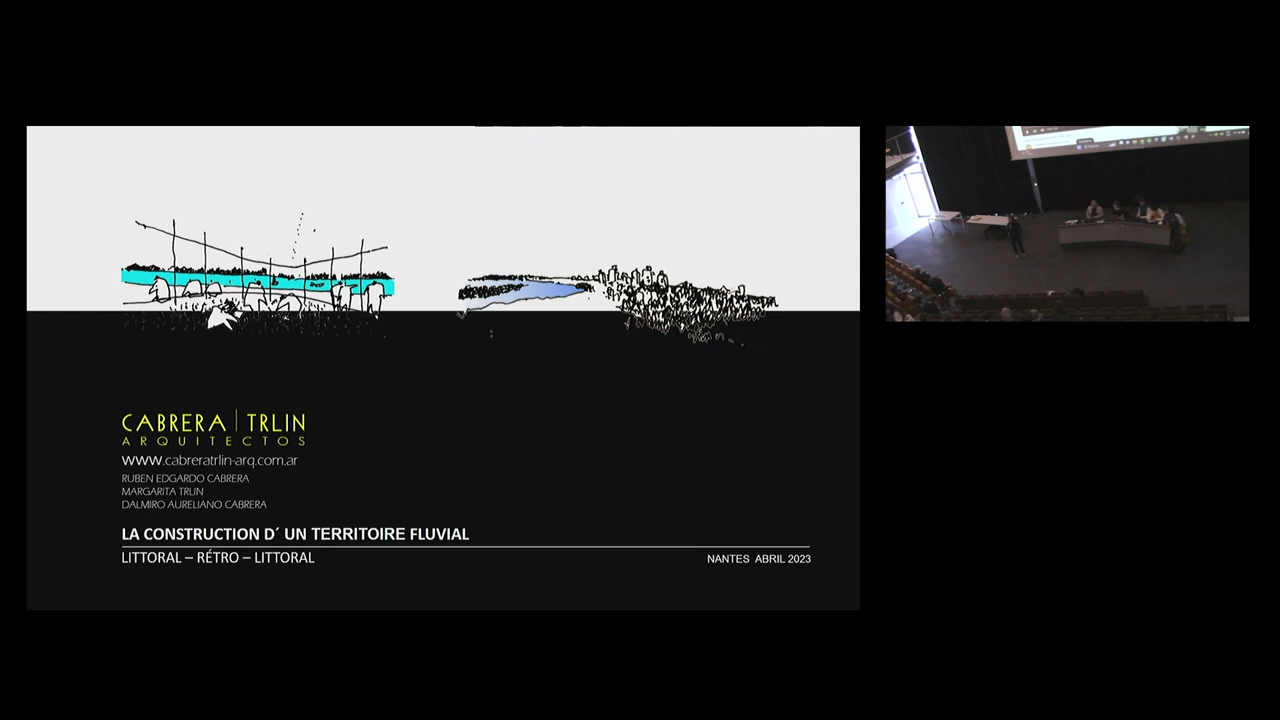 CABRERA | TRLIN
ARQUITECTOS
www.cabreratrlin-arq.com.ar
RUBEN EDGARDO CABRERA
MARGARITA TRLIN
DALMIRO AURELIANO CABRERA
LA CONSTRUCTION D´ UN TERRITOIRE FLUVIAL
LITTORAL – RÉTRO – LITTORAL
NANTES ABRIL 2023